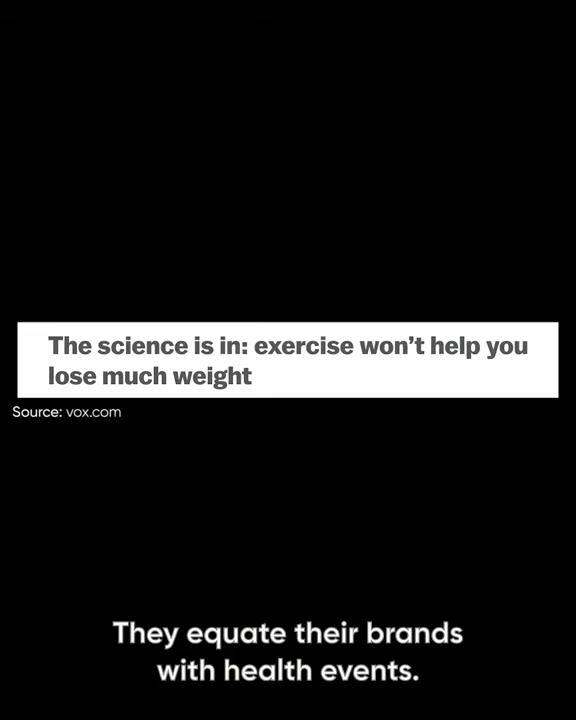 The science is in: exercise won’t help you
lose much weight
Source: vox.com
They equate their brands
with health events.